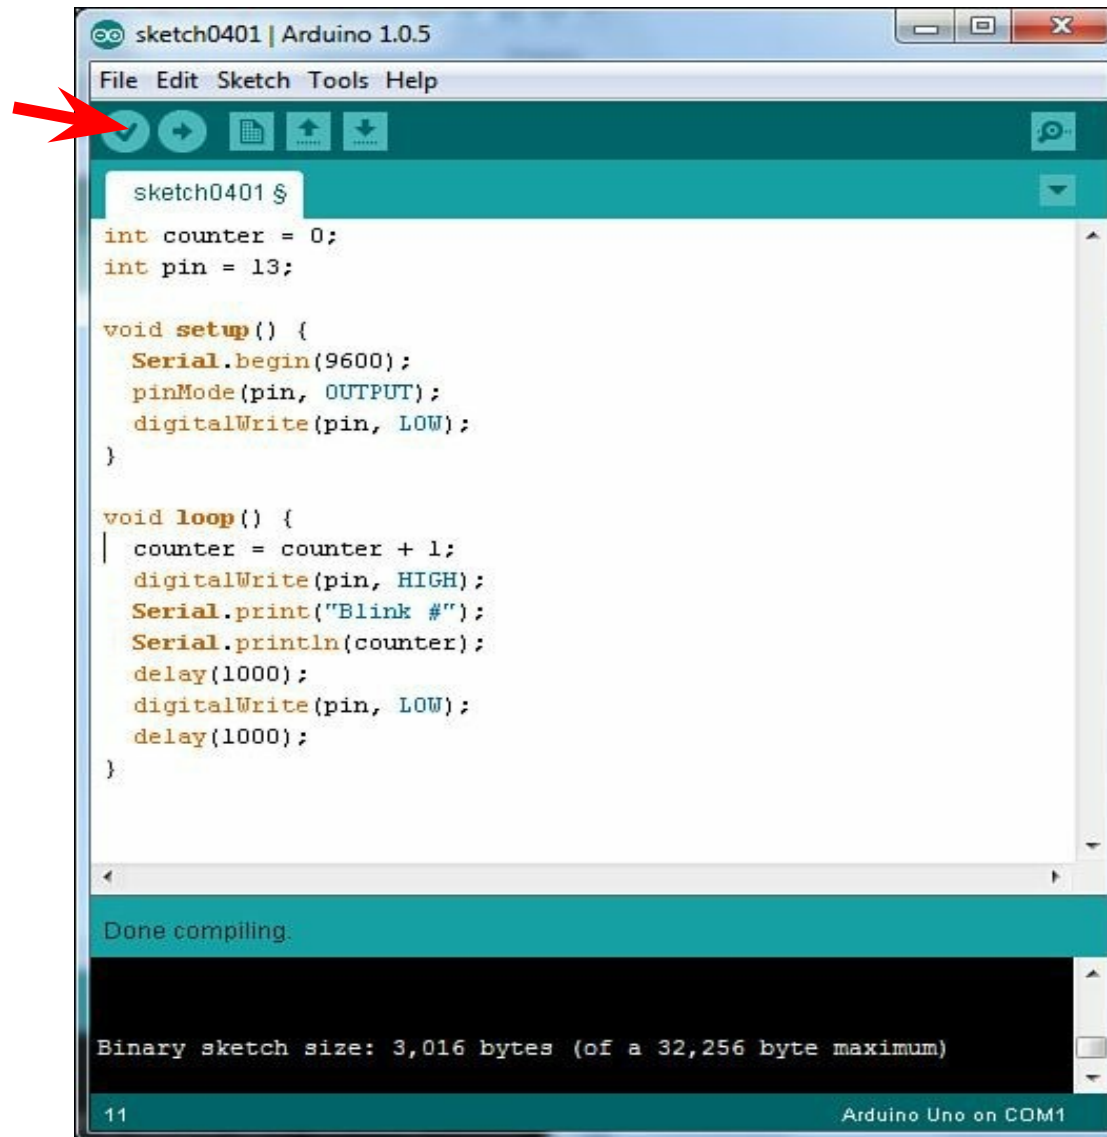 sketch0401 | Arduino 1.0.5
File Edit Sketch Tools Help
sketch0401 §
int counter = 0;
int pin = 13;
void setup() {
  Serial.begin(9600);
  pinMode(pin, OUTPUT);
  digitalWrite(pin, LOW);
}
void loop() {
  counter = counter + 1;
  digitalWrite(pin, HIGH);
  Serial.print("Blink #");
  Serial.println(counter);
  delay(1000);
  digitalWrite(pin, LOW);
  delay(1000);
}
Done compiling.
Binary sketch size: 3,016 bytes (of a 32,256 byte maximum)
11 Arduino Uno on COM1